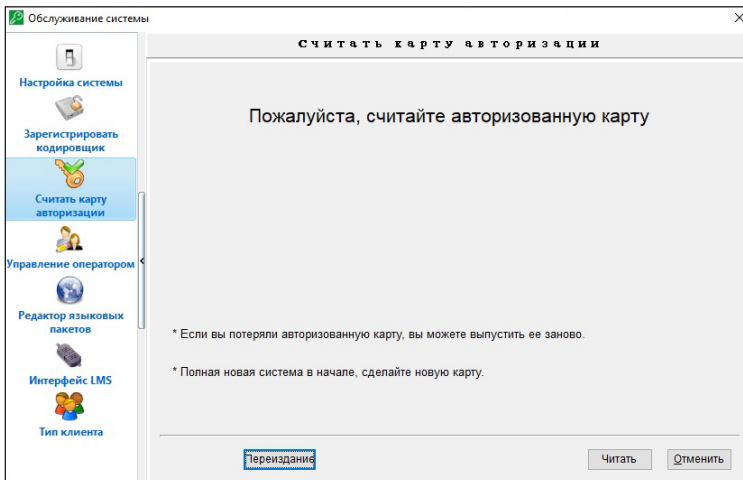 Обслуживание системы
Считать карту авторизации
Настройка системы
Зарегистрировать
кодировщик
Считать карту
авторизации
Управление оператором
Редактор языковых
пакетов
Интерфейс LMS
Тип клиента
Пожалуйста, считайте авторизованную карту
* Если вы потеряли авторизованную карту, вы можете выпустить ее заново.
* Полная новая система в начале, сделайте новую карту.
Переиздание
Читать
Отменить